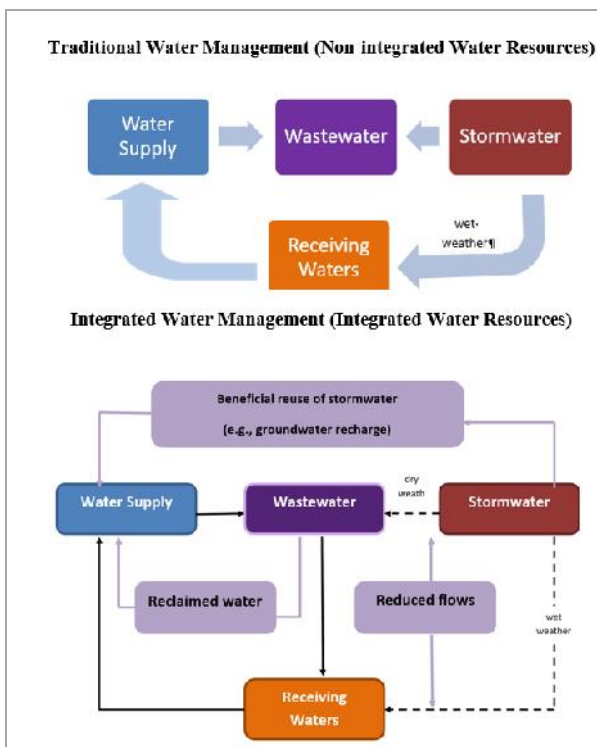 Traditional Water Management (Non integrated Water Resources)
Water
Supply
Wastewater
Stormwater
wet-
weather¶
Receiving
Waters
Integrated Water Management (Integrated Water Resources)
Beneficial reuse of stormwater
(e.g., groundwater recharge)
dry
weath
Water Supply
Wastewater
Stormwater
Reclaimed water
Reduced flows
wet
weather
Receiving
Waters